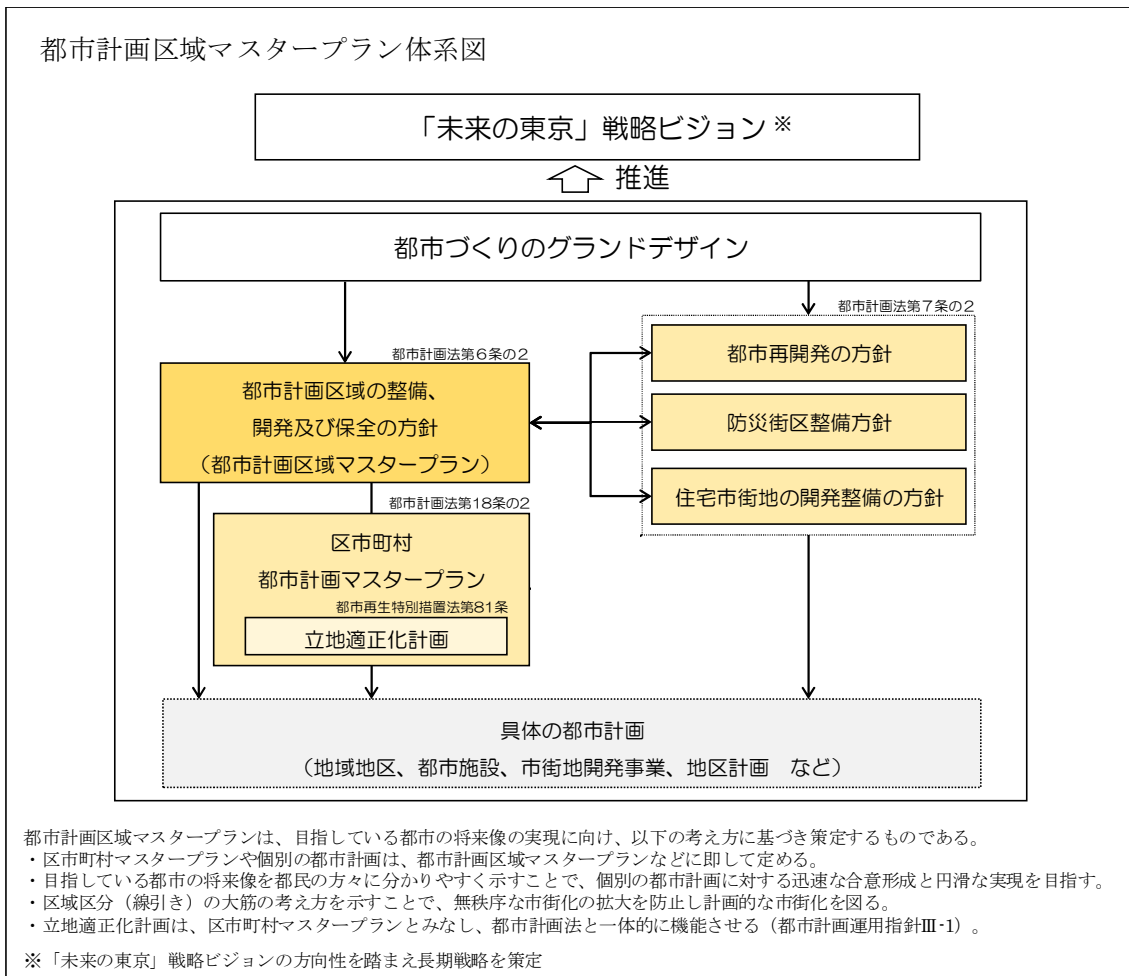 都市計画区域マスタープラン体系図
「未来の東京」戦略ビジョン※
推進
都市づくりのグランドデザイン
都市計画法第7条の2
都市計画法第6条の2
都市再開発の方針
都市計画区域の整備、
開発及び保全の方針
（都市計画区域マスタープラン）
防災街区整備方針
住宅市街地の開発整備の方針
都市計画法第18条の2
区市町村
都市計画マスタープラン
都市再生特別措置法第81条
立地適正化計画
具体の都市計画
（地域地区、都市施設、市街地開発事業、地区計画　など）
都市計画区域マスタープランは、目指している都市の将来像の実現に向け、以下の考え方に基づき策定するものである。
・区市町村マスタープランや個別の都市計画は、都市計画区域マスタープランなどに即して定める。
・目指している都市の将来像を都民の方々に分かりやすく示すことで、個別の都市計画に対する迅速な合意形成と円滑な実現を目指す。
・区域区分（線引き）の大筋の考え方を示すことで、無秩序な市街化の拡大を防止し計画的な市街化を図る。
・立地適正化計画は、区市町村マスタープランとみなし、都市計画法と一体的に機能させる（都市計画運用指針Ⅲ-1）。
※「未来の東京」戦略ビジョンの方向性を踏まえ長期戦略を策定